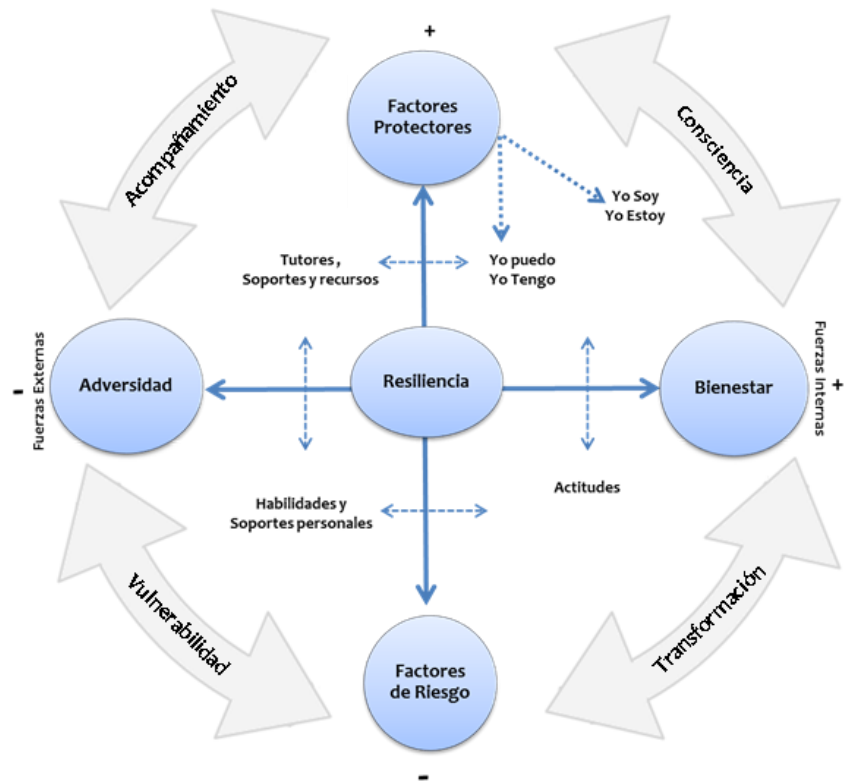 +
Factores
Protectores
Acompañamiento
Consciencia
Yo Soy
Yo Estoy
Tutores ,
Soportes y recursos
Yo puedo
Yo Tengo
-
Fuerzas Externas
Adversidad
Resiliencia
Bienestar
Fuerzas Internas
+
Habilidades y
Soportes personales
Actitudes
Vulnerabilidad
Transformación
Factores
de Riesgo
-